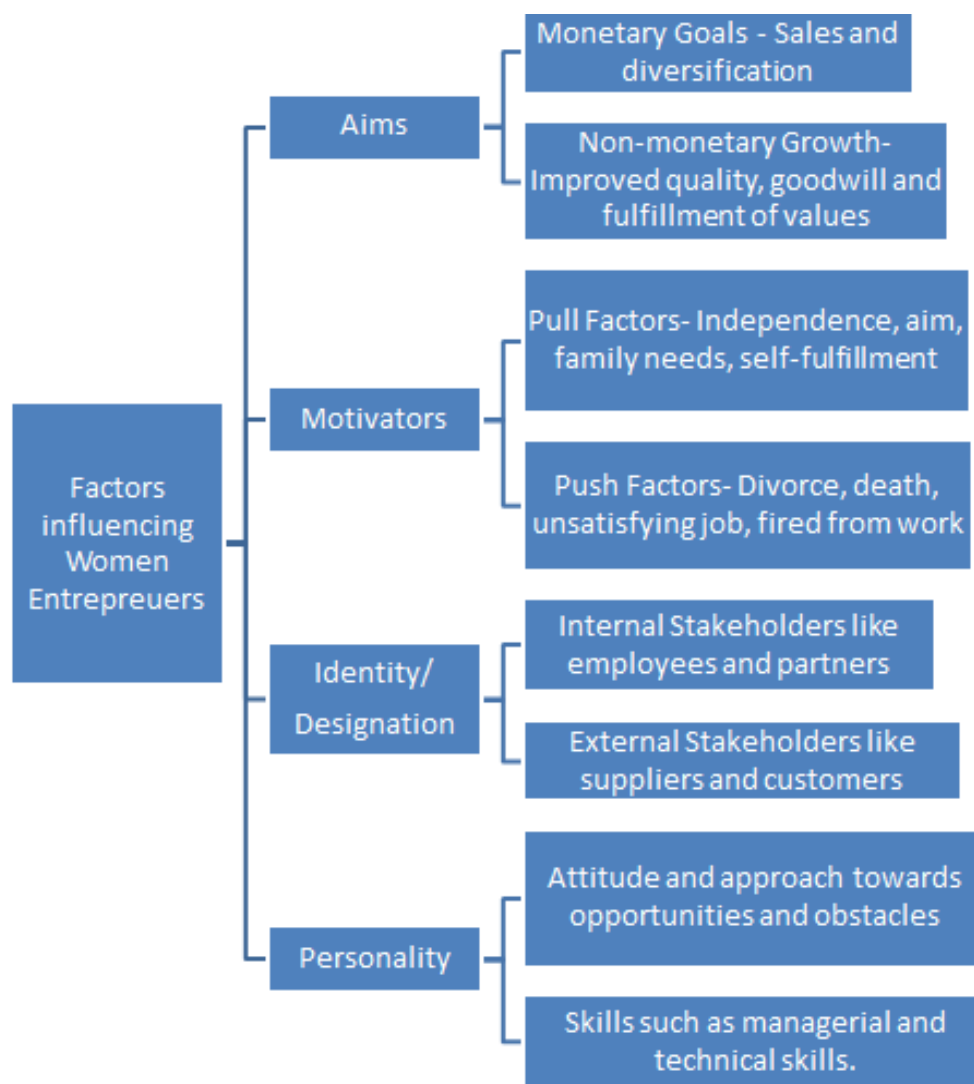 Factors
influencing
Women
Entrepreuers
Aims
Monetary Goals - Sales and
diversification
Non-monetary Growth-
Improved quality, goodwill and
fulfillment of values
Motivators
Pull Factors- Independence, aim,
family needs, self-fulfillment
Push Factors- Divorce, death,
unsatisfying job, fired from work
Identity/
Designation
Internal Stakeholders like
employees and partners
External Stakeholders like
suppliers and customers
Personality
Attitude and approach towards
opportunities and obstacles
Skills such as managerial and
technical skills.